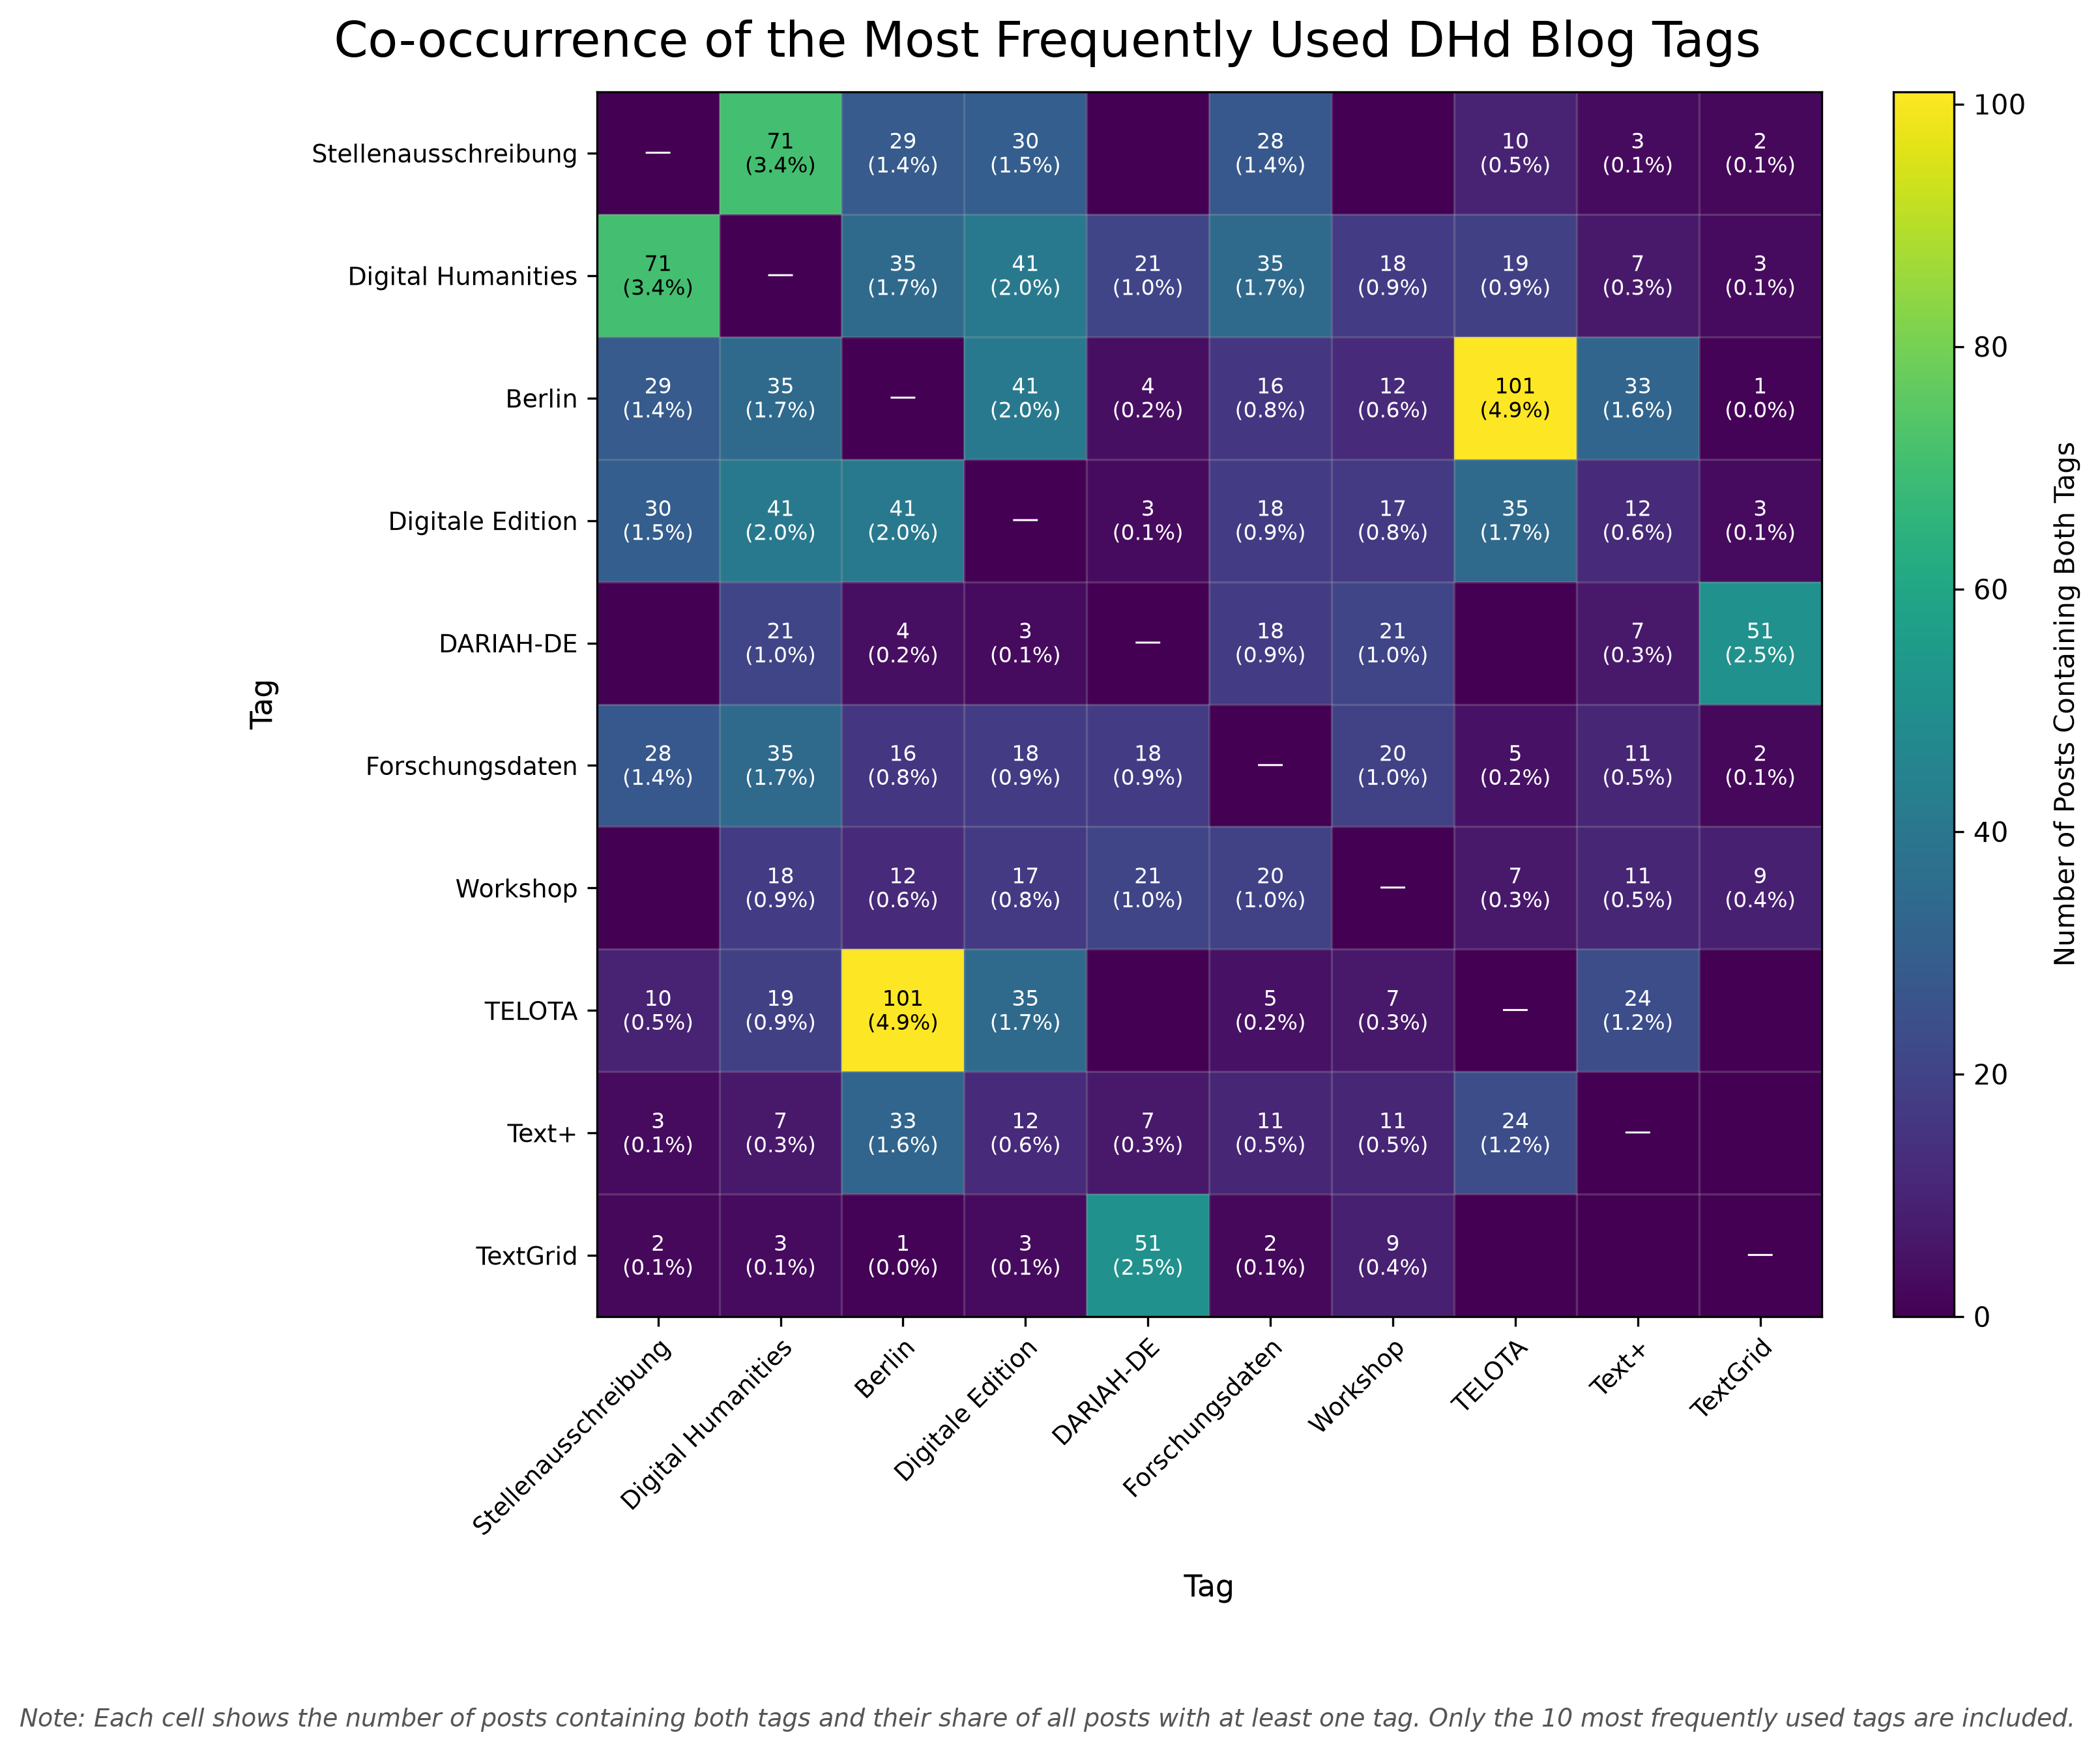 Co-occurrence of the Most Frequently Used DHd Blog Tags
Stellenausschreibung — 71 (3.4%) 29 (1.4%) 30 (1.5%) 28 (1.4%) 10 (0.5%) 3 (0.1%) 2 (0.1%)
Digital Humanities 71 (3.4%) — 35 (1.7%) 41 (2.0%) 21 (1.0%) 35 (1.7%) 18 (0.9%) 19 (0.9%) 7 (0.3%) 3 (0.1%)
Berlin 29 (1.4%) 35 (1.7%) — 41 (2.0%) 4 (0.2%) 16 (0.8%) 12 (0.6%) 101 (4.9%) 33 (1.6%) 1 (0.0%)
Digitale Edition 30 (1.5%) 41 (2.0%) 41 (2.0%) — 3 (0.1%) 18 (0.9%) 17 (0.8%) 35 (1.7%) 12 (0.6%) 3 (0.1%)
DARIAH-DE 21 (1.0%) 4 (0.2%) 3 (0.1%) — 18 (0.9%) 21 (1.0%) 7 (0.3%) 51 (2.5%)
Forschungsdaten 28 (1.4%) 35 (1.7%) 16 (0.8%) 18 (0.9%) 18 (0.9%) — 20 (1.0%) 5 (0.2%) 11 (0.5%) 2 (0.1%)
Workshop 18 (0.9%) 12 (0.6%) 17 (0.8%) 21 (1.0%) 20 (1.0%) — 7 (0.3%) 11 (0.5%) 9 (0.4%)
TELOTA 10 (0.5%) 19 (0.9%) 101 (4.9%) 35 (1.7%) 5 (0.2%) 7 (0.3%) — 24 (1.2%)
Text+ 3 (0.1%) 7 (0.3%) 33 (1.6%) 12 (0.6%) 7 (0.3%) 11 (0.5%) 11 (0.5%) 24 (1.2%) —
TextGrid 2 (0.1%) 3 (0.1%) 1 (0.0%) 3 (0.1%) 51 (2.5%) 2 (0.1%) 9 (0.4%) —
Tag
Stellenausschreibung
Digital Humanities
Berlin
Digitale Edition
DARIAH-DE
Forschungsdaten
Workshop
TELOTA
Text+
TextGrid
Tag
100
80
60
40
20
0
Number of Posts Containing Both Tags
Note: Each cell shows the number of posts containing both tags and their share of all posts with at least one tag. Only the 10 most frequently used tags are included.